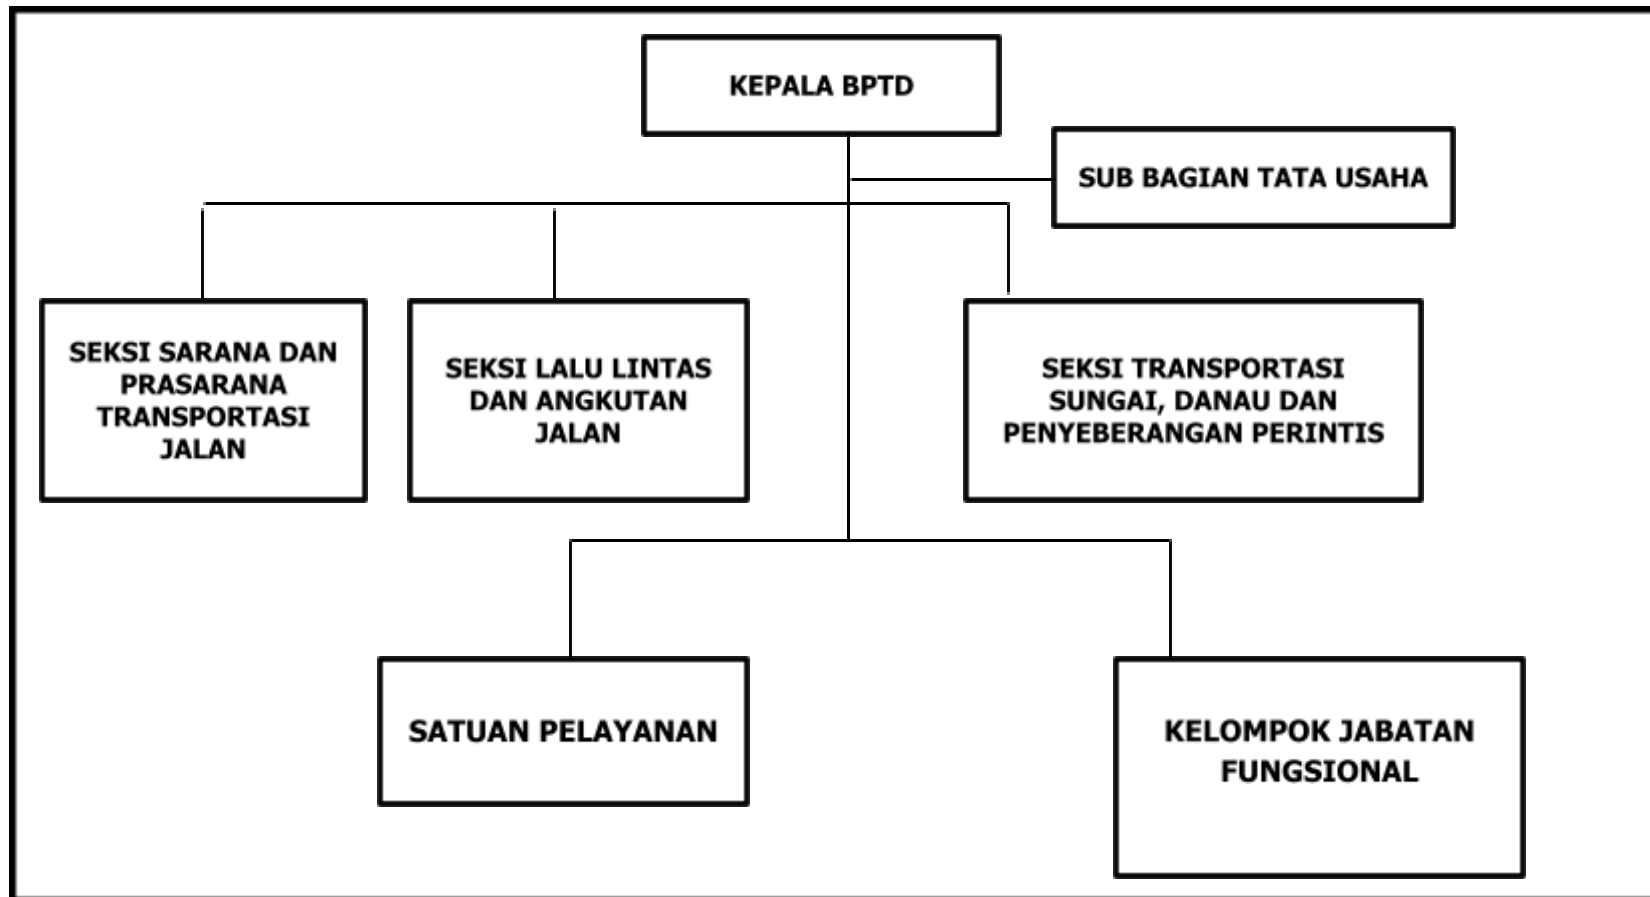 KEPALA BPTD
SUB BAGIAN TATA USAHA
SEKSI SARANA DAN
PRASARANA
TRANSPORTASI
JALAN
SEKSI LALU LINTAS
DAN ANGKUTAN
JALAN
SEKSI TRANSPORTASI
SUNGAI, DANAU DAN
PENYEBERANGAN PERINTIS
SATUAN PELAYANAN
KELOMPOK JABATAN
FUNGSIONAL